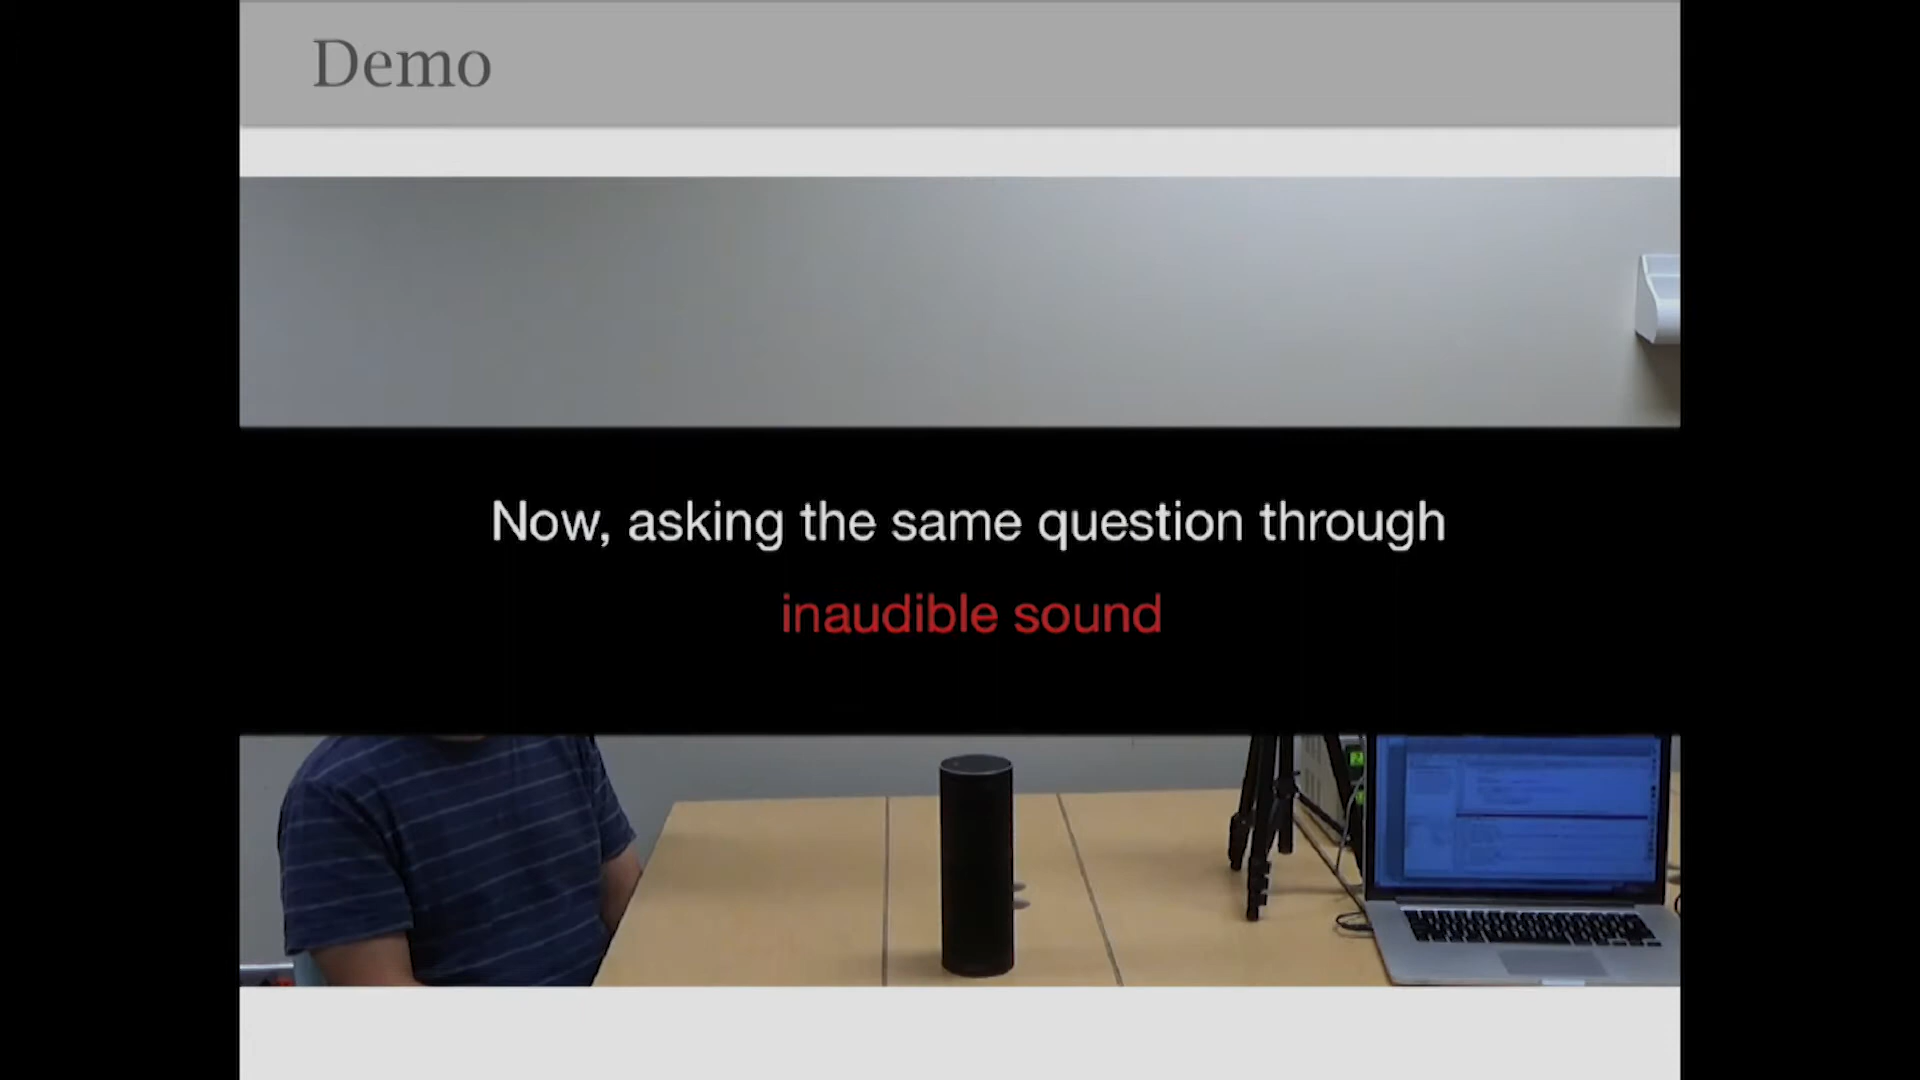 Demo
Now, asking the same question through
inaudible sound